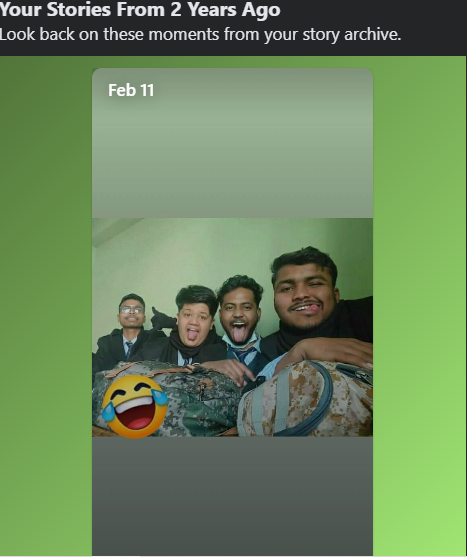 Your Stories From 2 Years Ago
Look back on these moments from your story archive.
Feb 11